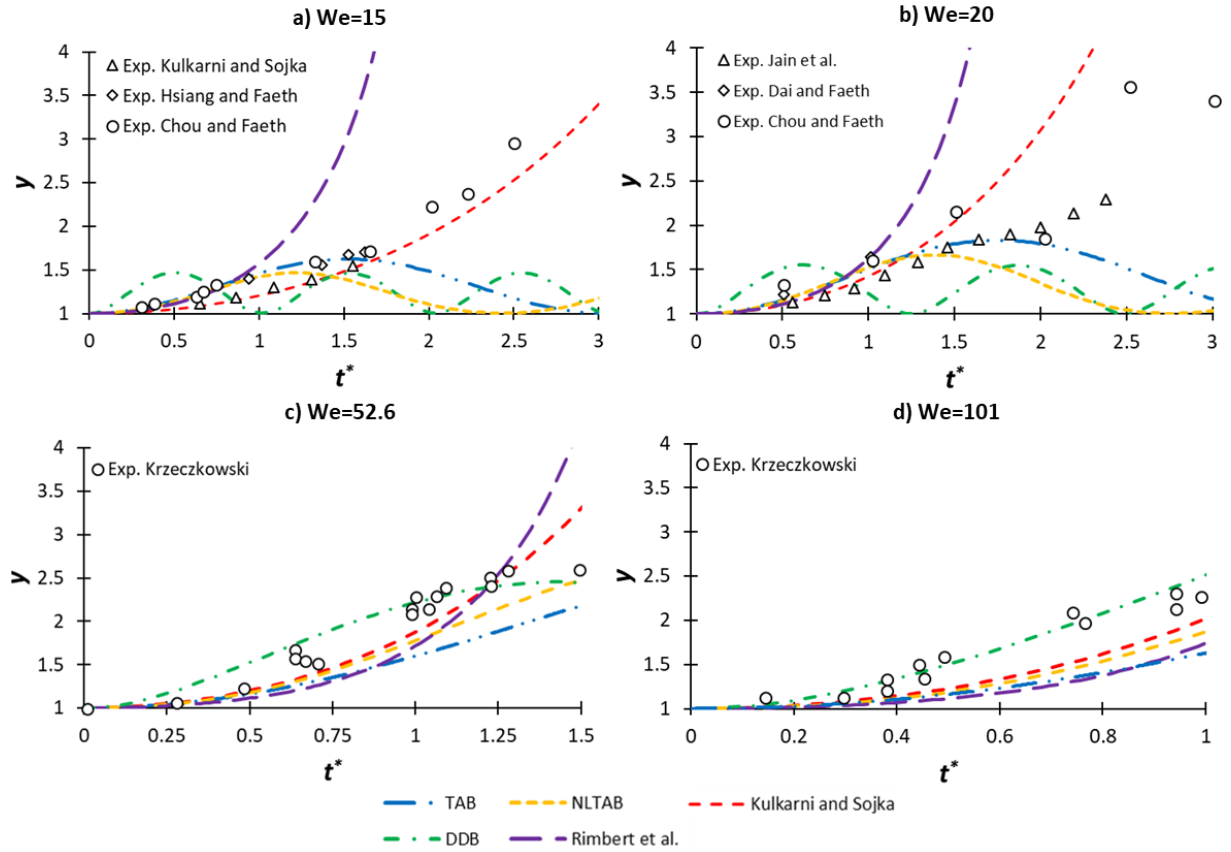 a) We=15
4
3.5
3
2.5
2
1.5
1
y
Exp. Kulkarni and Sojka
Exp. Hsiang and Faeth
Exp. Chou and Faeth
0 0.5 1 1.5 2 2.5 3
t*
b) We=20
4
3.5
3
2.5
2
1.5
1
y
Exp. Jain et al.
Exp. Dai and Faeth
Exp. Chou and Faeth
0 0.5 1 1.5 2 2.5 3
t*
c) We=52.6
4
3.5
3
2.5
2
1.5
1
y
Exp. Krzeczkowski
0 0.25 0.5 0.75 1 1.25 1.5
t*
d) We=101
4
3.5
3
2.5
2
1.5
1
y
Exp. Krzeczkowski
0 0.2 0.4 0.6 0.8 1
t*
TAB NLTAB Kulkarni and Sojka
DDB Rimbert et al.